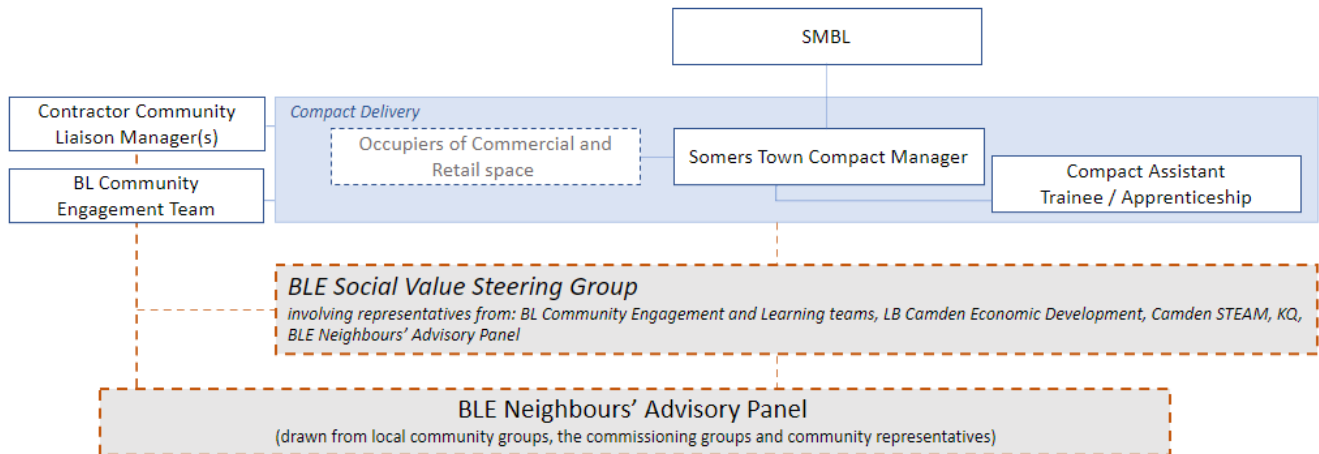 SMBL
Contractor Community
Liaison Manager(s)
BL Community
Engagement Team
Compact Delivery
Occupiers of Commercial and
Retail space
Somers Town Compact Manager
Compact Assistant
Trainee / Apprenticeship
BLE Social Value Steering Group
involving representatives from: BL Community Engagement and Learning teams, LB Camden Economic Development, Camden STEAM, KQ,
BLE Neighbours' Advisory Panel
BLE Neighbours' Advisory Panel
(drawn from local community groups, the commissioning groups and community representatives)